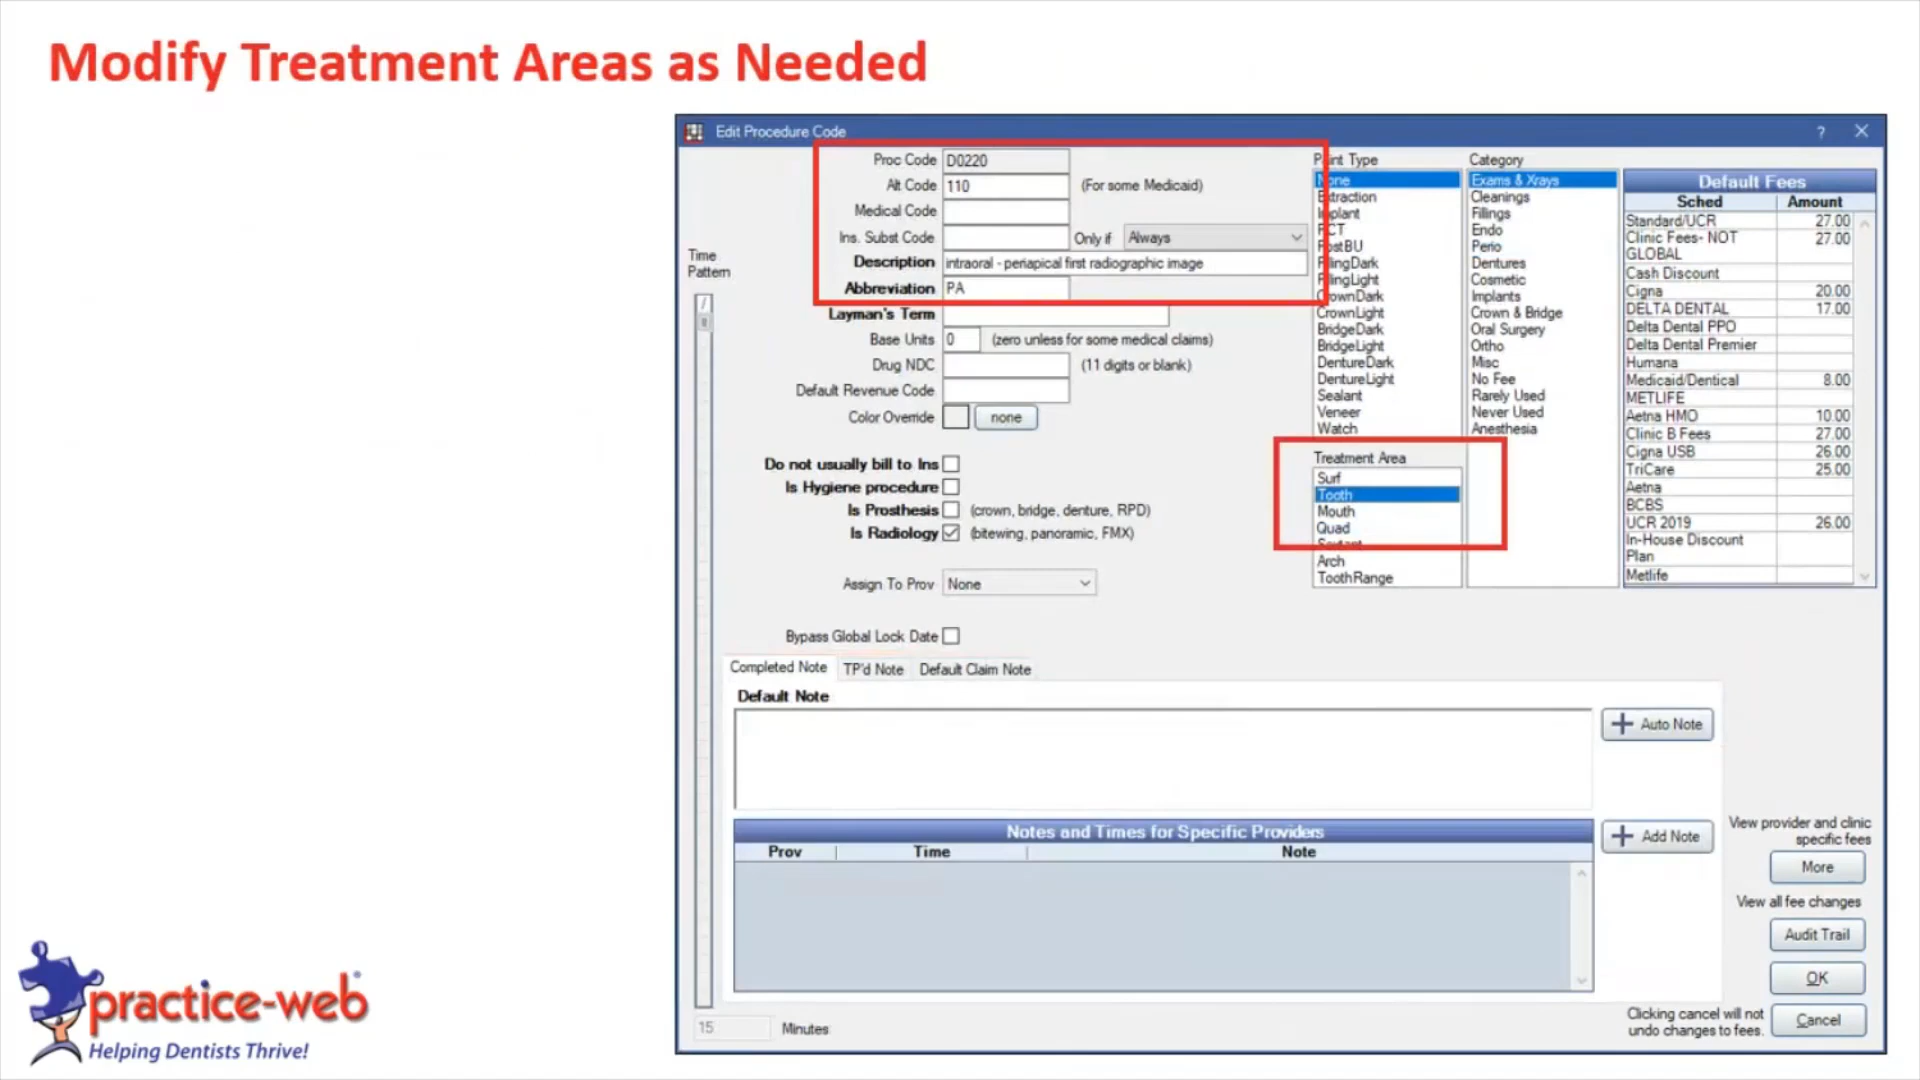 Modify Treatment Areas as Needed
Edit Procedure Code
?
Proc Code D0220
Alt Code 110 (For some Medicaid)
Medical Code
Ins. Subst Code Only if Always
Description intraoral - periapical first radiographic image
Abbreviation PA
Layman's Term
Base Units 0 (zero unless for some medical claims)
Drug NDC (11 digits or blank)
Default Revenue Code
Color Override none
Time
Pattern
/
Do not usually bill to Ins
Is Hygiene procedure
Is Prosthesis (crown, bridge, denture, RPD)
Is Radiology (bitewing, panoramic, FMX)
Assign To Prov None
Bypass Global Lock Date
Paint Type
None
Extraction
Implant
RCT
PostBU
FillingDark
FillingLight
CrownDark
CrownLight
BridgeDark
BridgeLight
DentureDark
DentureLight
Sealant
Veneer
Watch
Treatment Area
Surf
Tooth
Mouth
Quad
Sextant
Arch
ToothRange
Category
Exams & Xrays
Cleanings
Fillings
Endo
Perio
Dentures
Cosmetic
Implants
Crown & Bridge
Oral Surgery
Ortho
Misc
No Fee
Rarely Used
Never Used
Anesthesia
Default Fees
Sched Amount
Standard/UCR 27.00
Clinic Fees- NOT 27.00
GLOBAL
Cash Discount
Cigna 20.00
DELTA DENTAL 17.00
Delta Dental PPO
Delta Dental Premier
Humana
Medicaid/Dentical 8.00
METLIFE
Aetna HMO 10.00
Clinic B Fees 27.00
Cigna USB 26.00
TriCare 25.00
Aetna
BCBS
UCR 2019 26.00
In-House Discount
Plan
Metlife
Completed Note TP'd Note Default Claim Note
Default Note
Auto Note
Notes and Times for Specific Providers
Prov Time Note
Add Note
View provider and clinic
specific fees
More
View all fee changes
Audit Trail
OK
Clicking cancel will not
undo changes to fees.
Cancel
15 Minutes
practice-web
Helping Dentists Thrive!